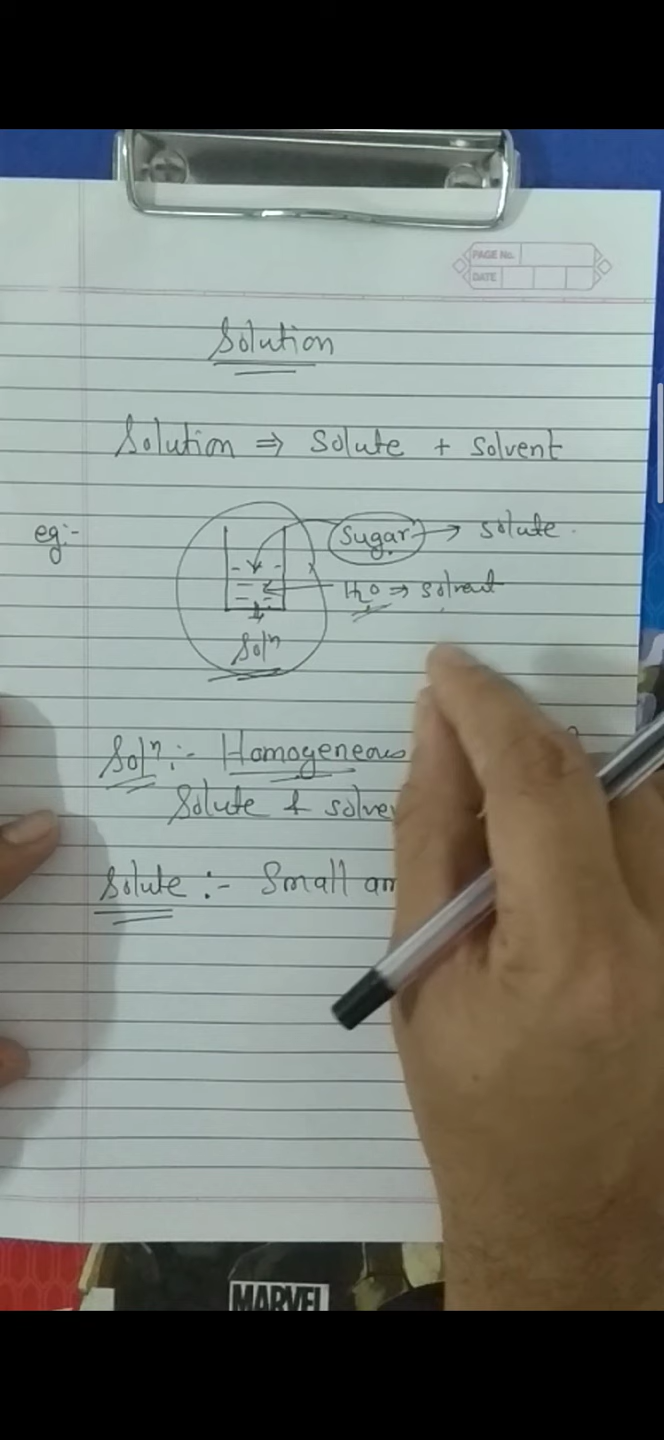 PAGE No.
DATE
Solution
Solution ⇒ Solute + Solvent
eg:-
Sugar → Solute.
H₂O ⇒ Solvent
Solⁿ
Solⁿ :- Homogeneous
Solute & solve
Solute :- Small am
MARVEL